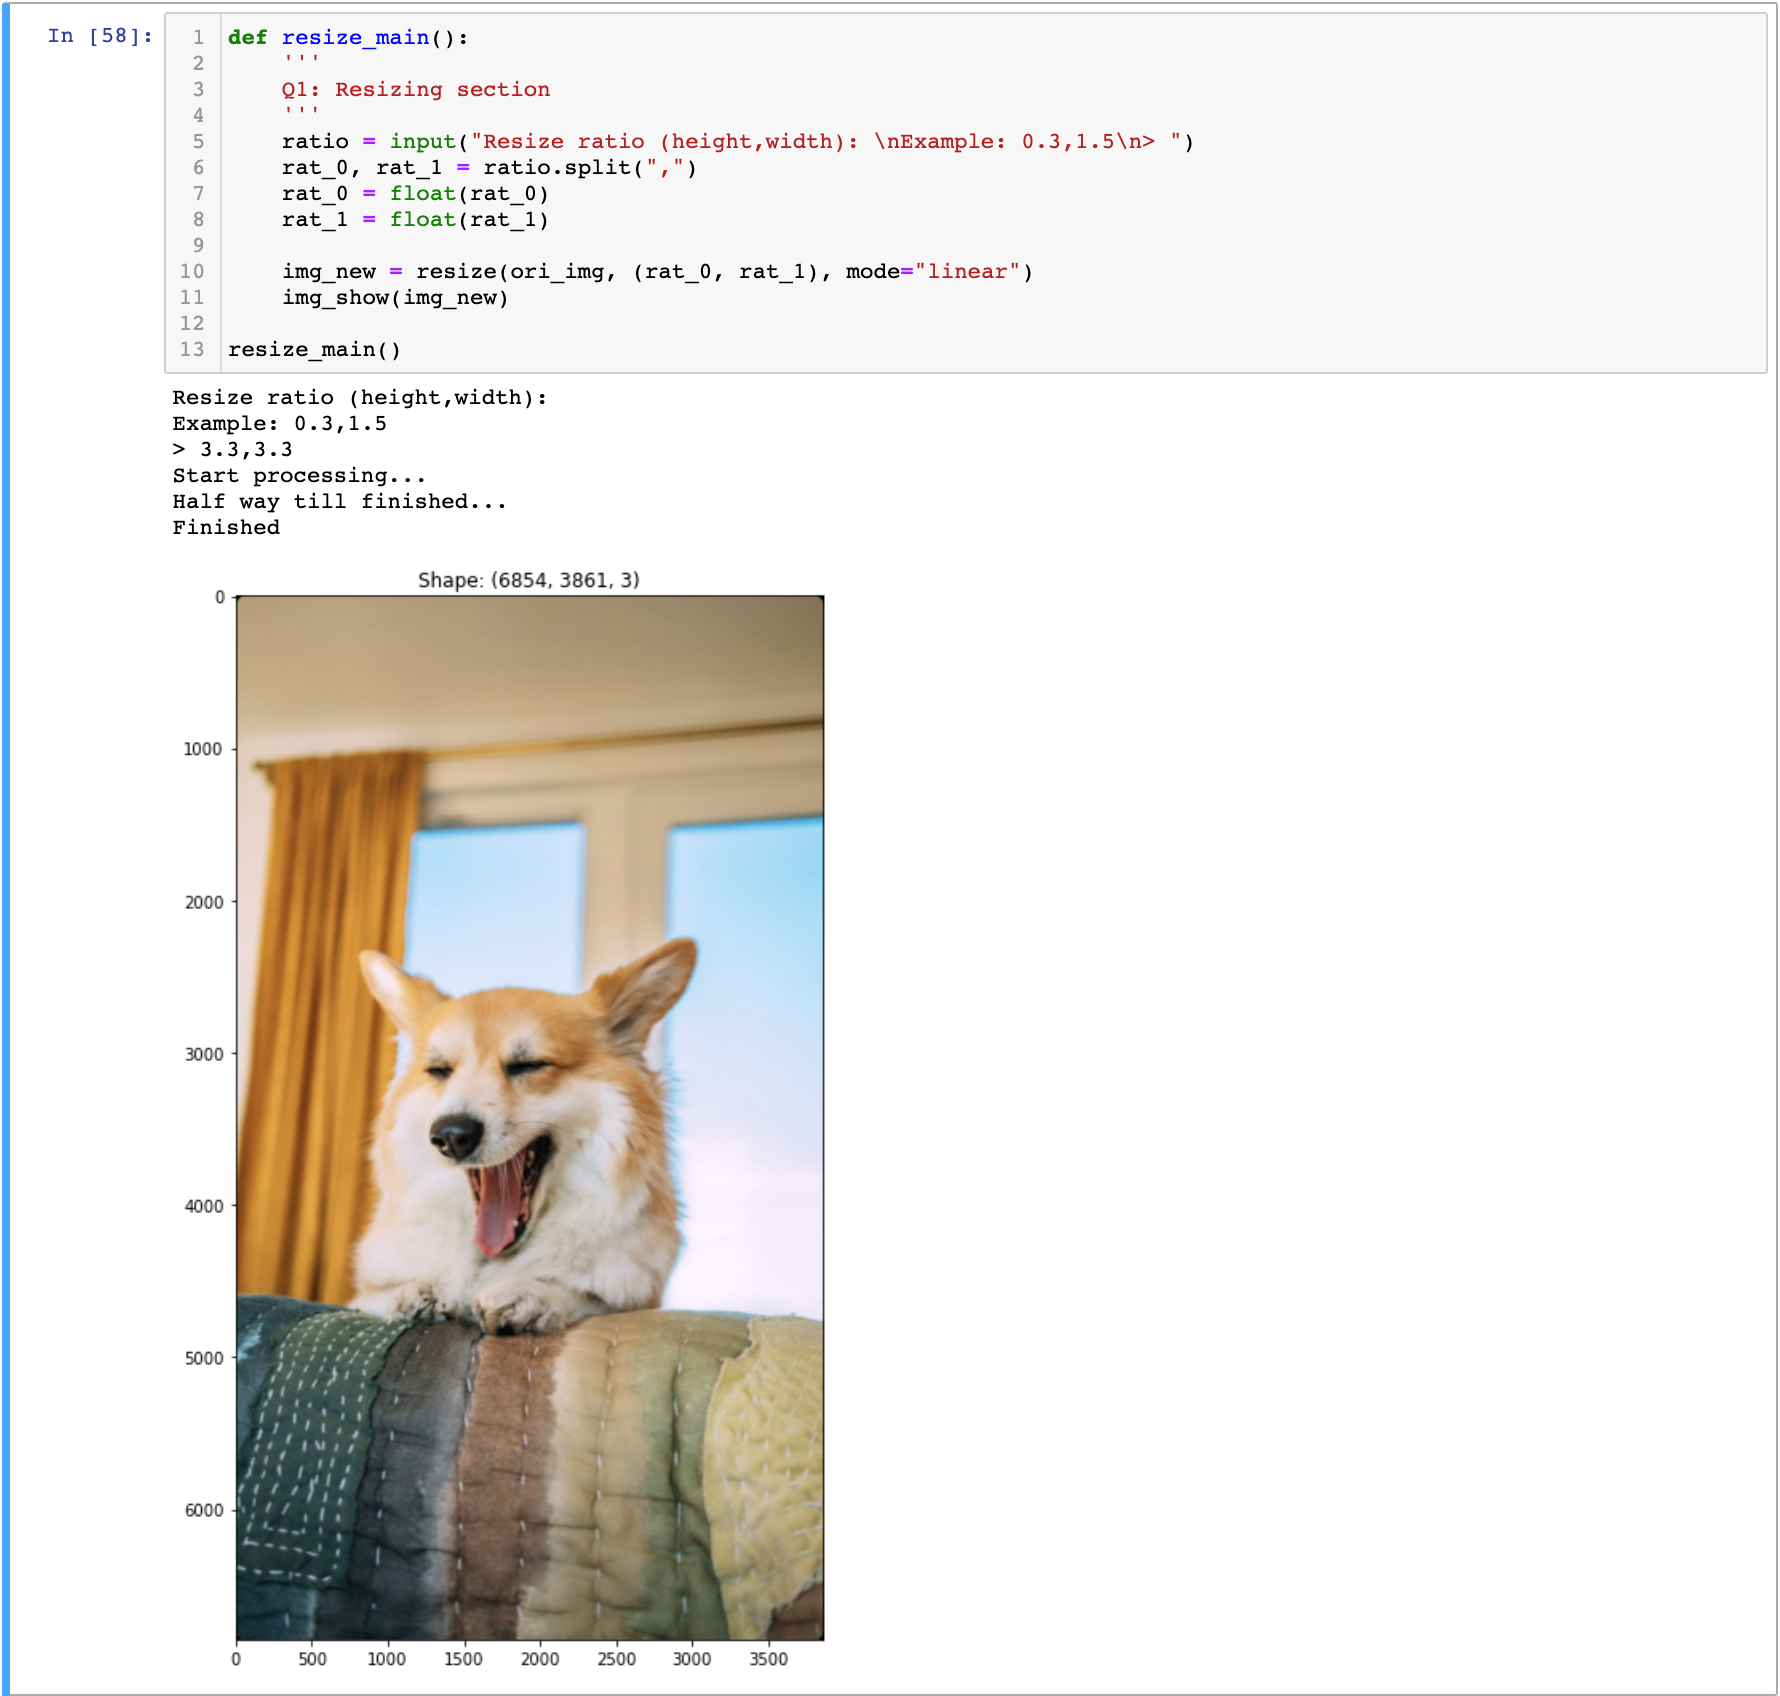 In [58]:
1 def resize_main():
2     '''
3     Q1: Resizing section
4     '''
5     ratio = input("Resize ratio (height,width): \nExample: 0.3,1.5\n> ")
6     rat_0, rat_1 = ratio.split(",")
7     rat_0 = float(rat_0)
8     rat_1 = float(rat_1)
9
10     img_new = resize(ori_img, (rat_0, rat_1), mode="linear")
11     img_show(img_new)
12
13 resize_main()
Resize ratio (height,width):
Example: 0.3,1.5
> 3.3,3.3
Start processing...
Half way till finished...
Finished
Shape: (6854, 3861, 3)
0
1000
2000
3000
4000
5000
6000
0 500 1000 1500 2000 2500 3000 3500